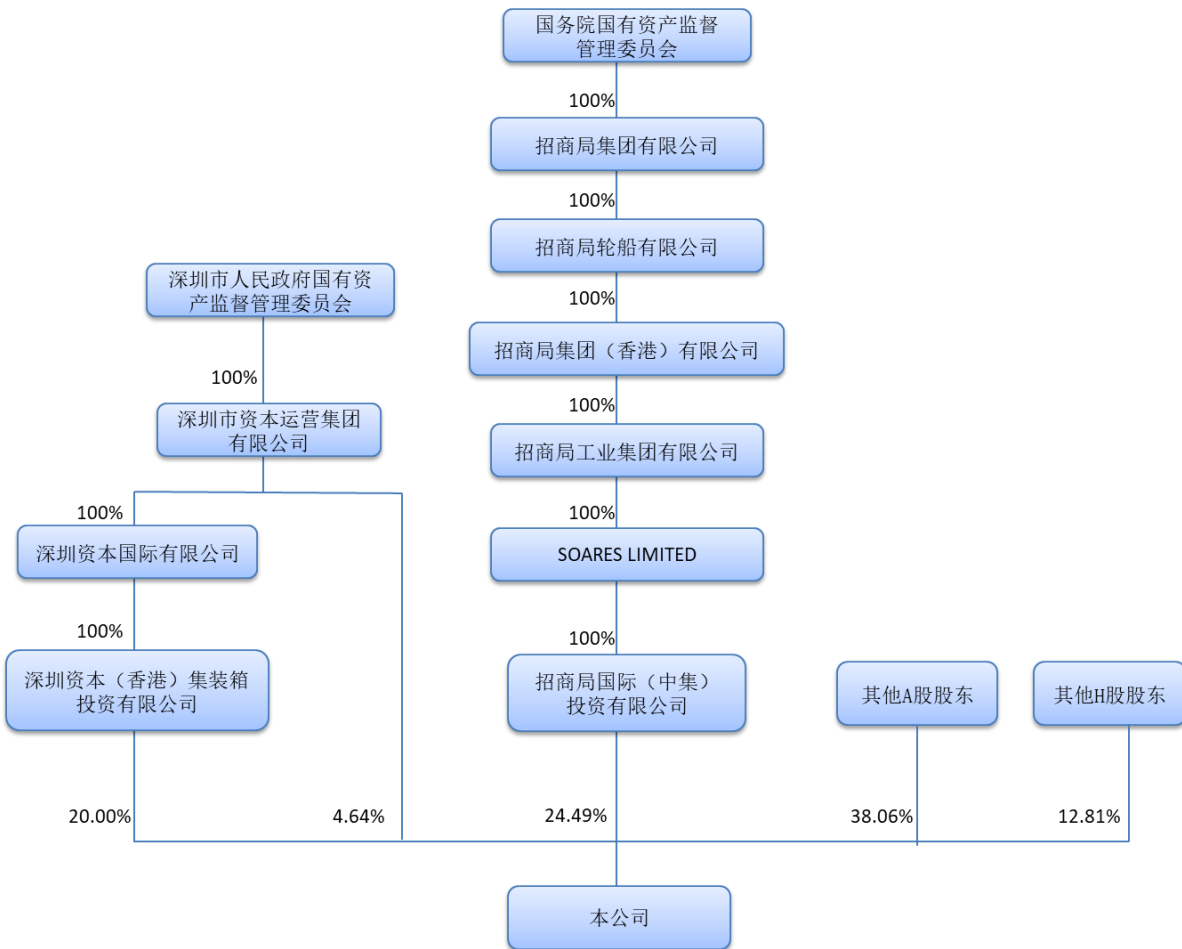 国务院国有资产监督
管理委员会
100%
招商局集团有限公司
100%
招商局轮船有限公司
100%
招商局集团（香港）有限公司
100%
招商局工业集团有限公司
100%
SOARES LIMITED
100%
招商局国际（中集）
投资有限公司
深圳市人民政府国有资
产监督管理委员会
100%
深圳市资本运营集团
有限公司
100%
深圳资本国际有限公司
100%
深圳资本（香港）集装箱
投资有限公司
其他A股股东
其他H股股东
20.00%
4.64%
24.49%
38.06%
12.81%
本公司